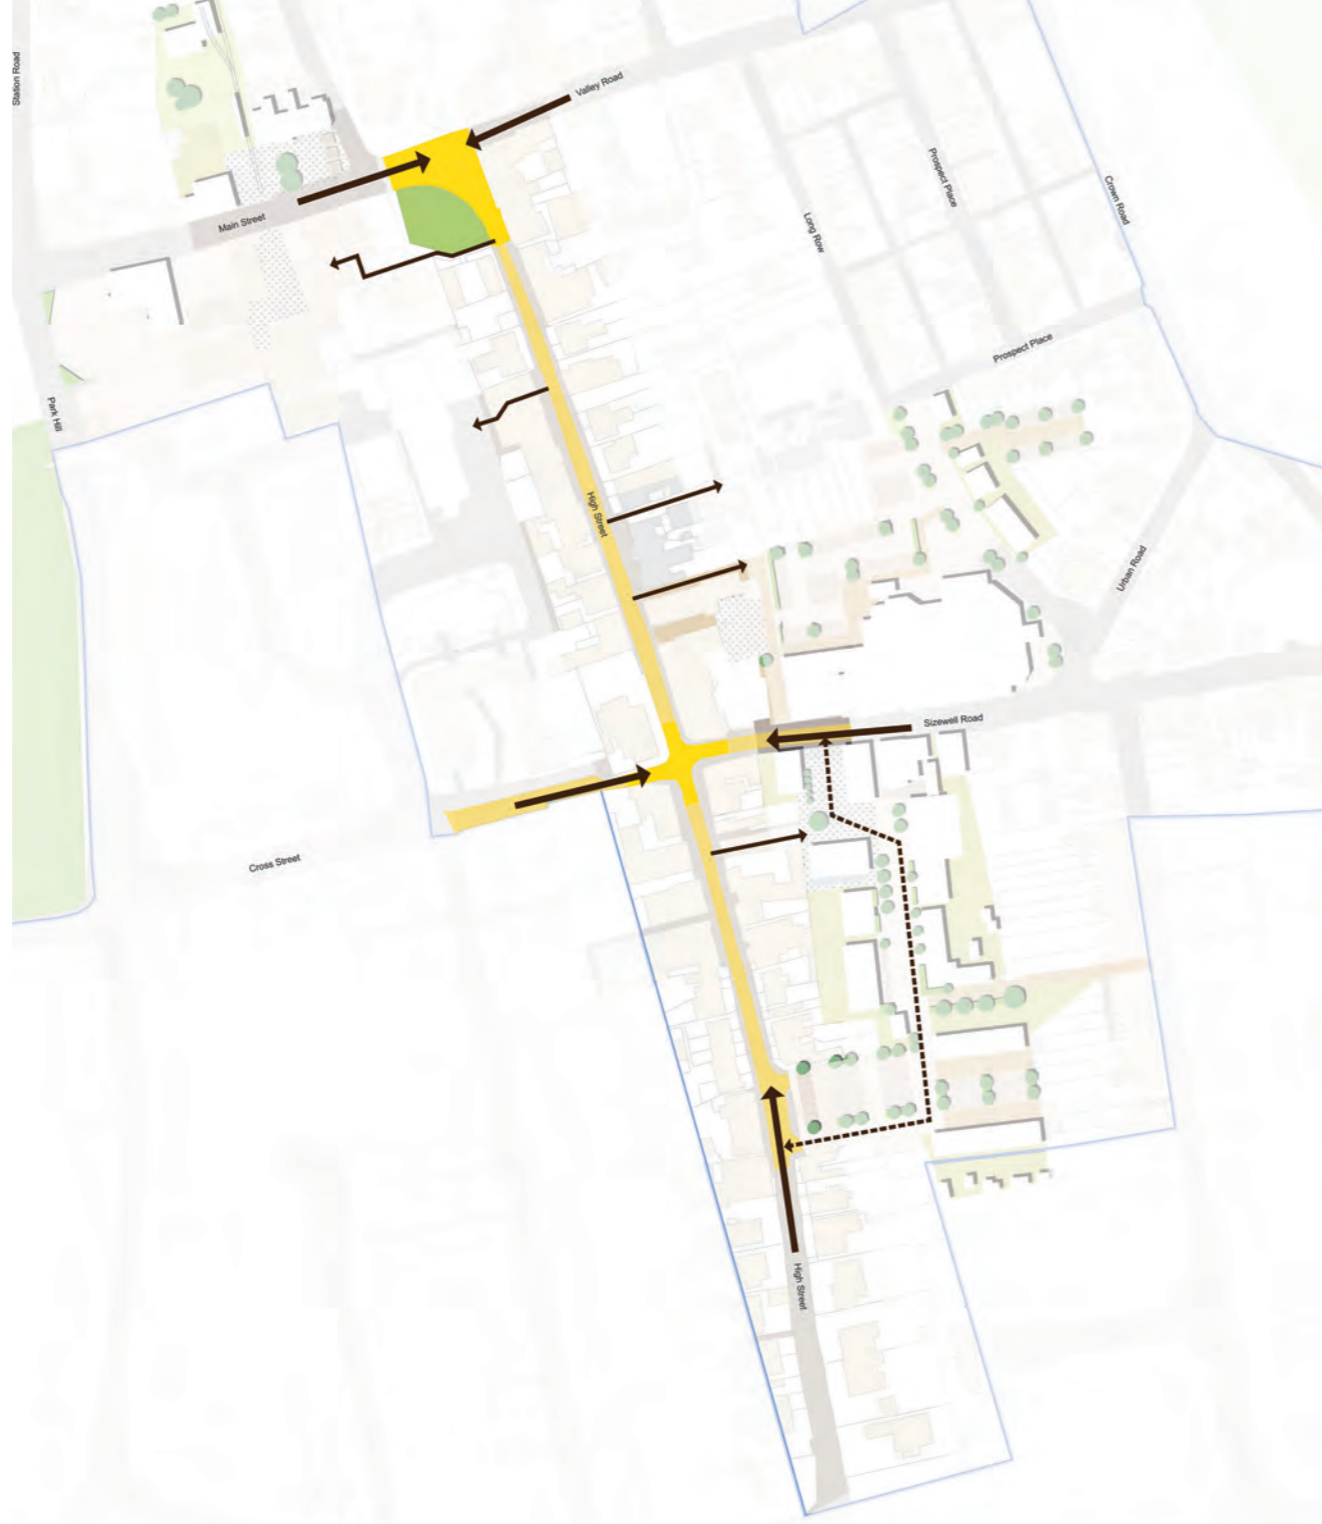 Station Road
Valley Road
Main Street
Prospect Place
Crown Road
Long Row
Prospect Place
Park Hill
High Street
Urban Road
Sizewell Road
Cross Street
High Street